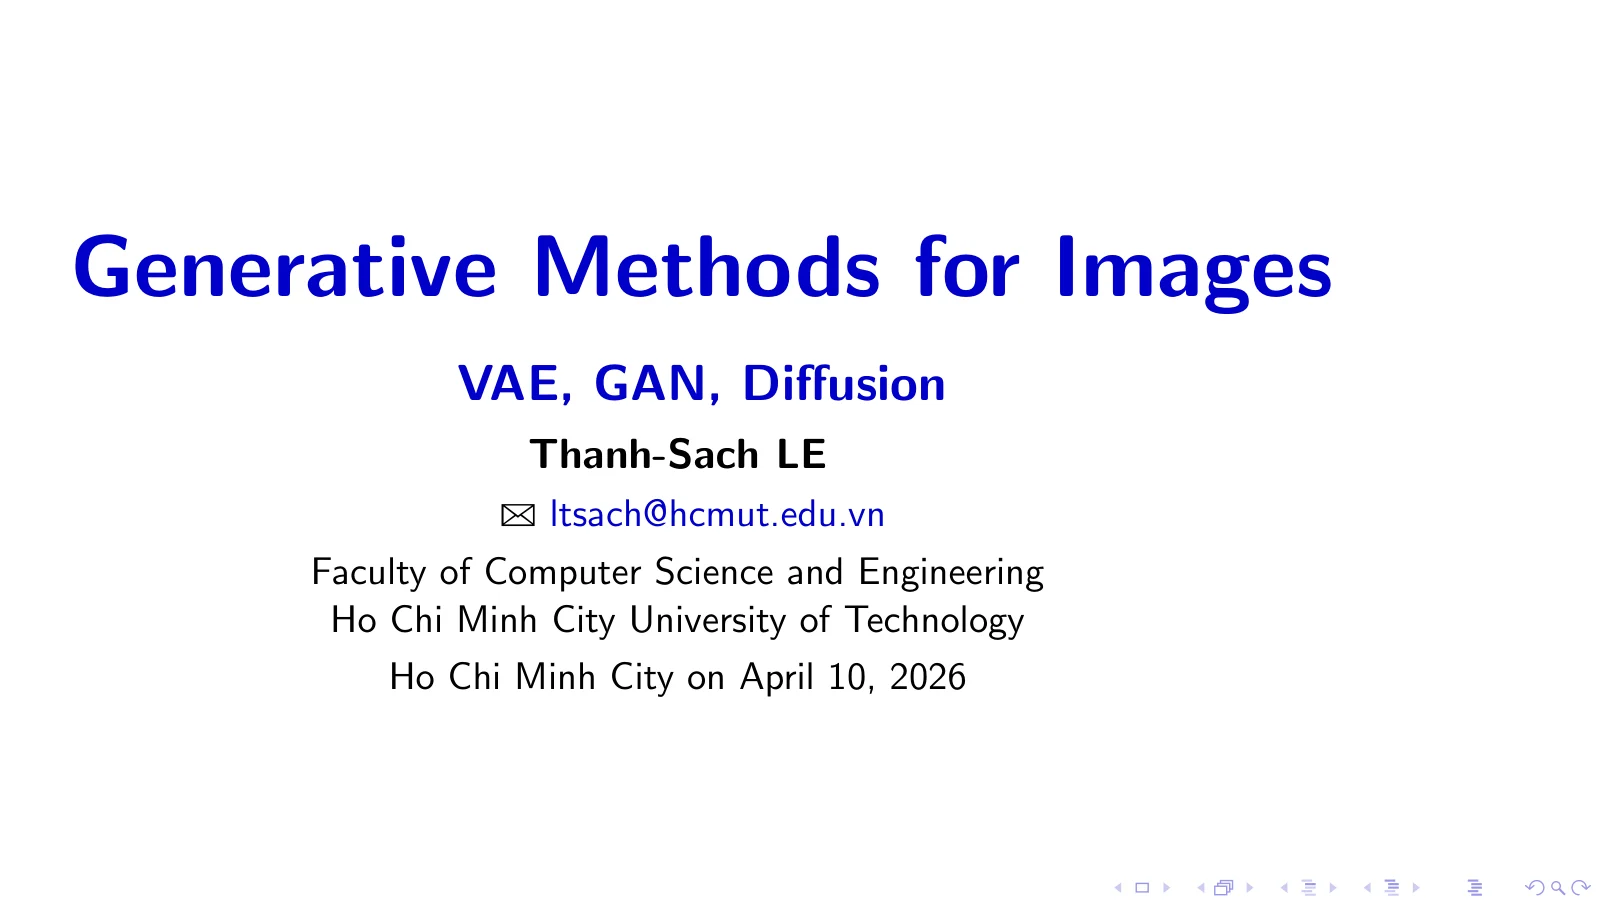 Generative Methods for Images
VAE, GAN, Diffusion
Thanh-Sach LE
✉ ltsach@hcmut.edu.vn
Faculty of Computer Science and Engineering
Ho Chi Minh City University of Technology
Ho Chi Minh City on April 10, 2026